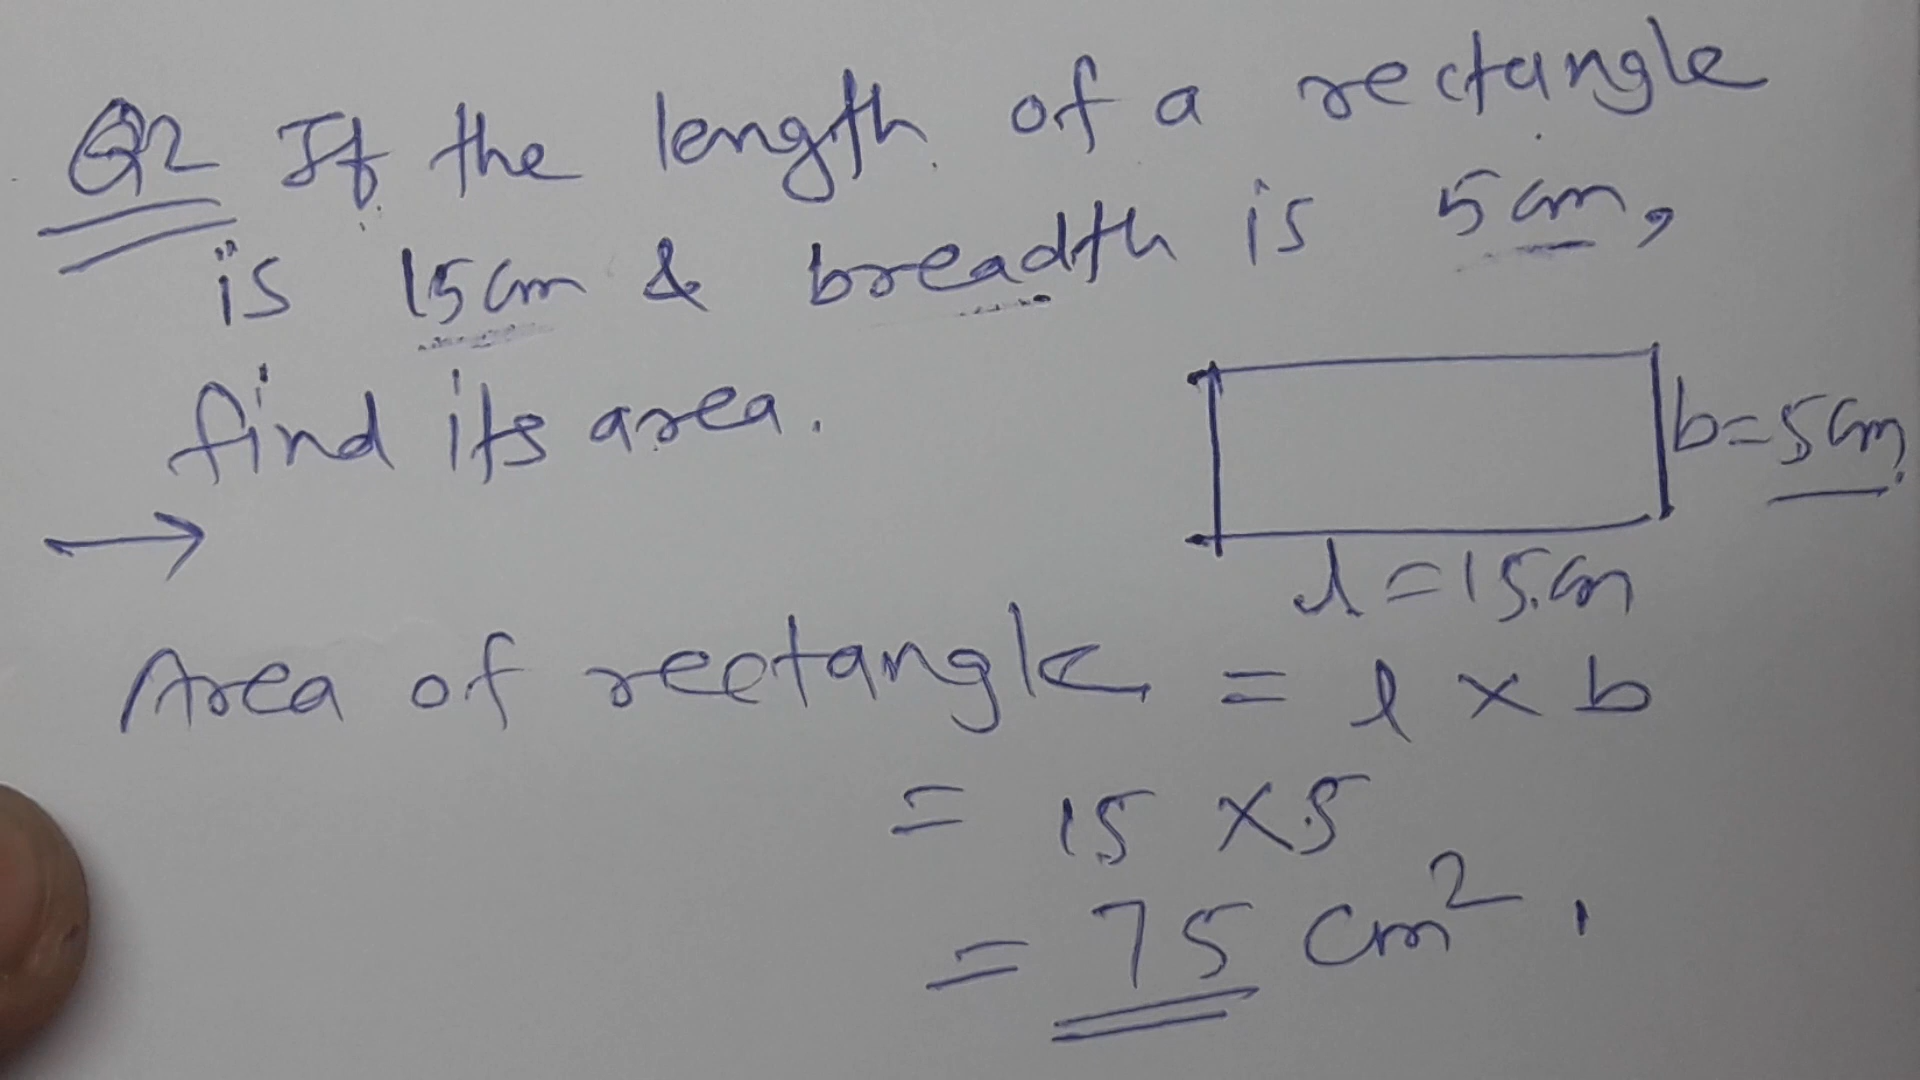 Q2 If the length of a rectangle
is 15cm & breadth is 5cm,
find its area.
b=5cm
l=15cm
→
Area of rectangle = l × b
= 15 × 5
= 75 cm².